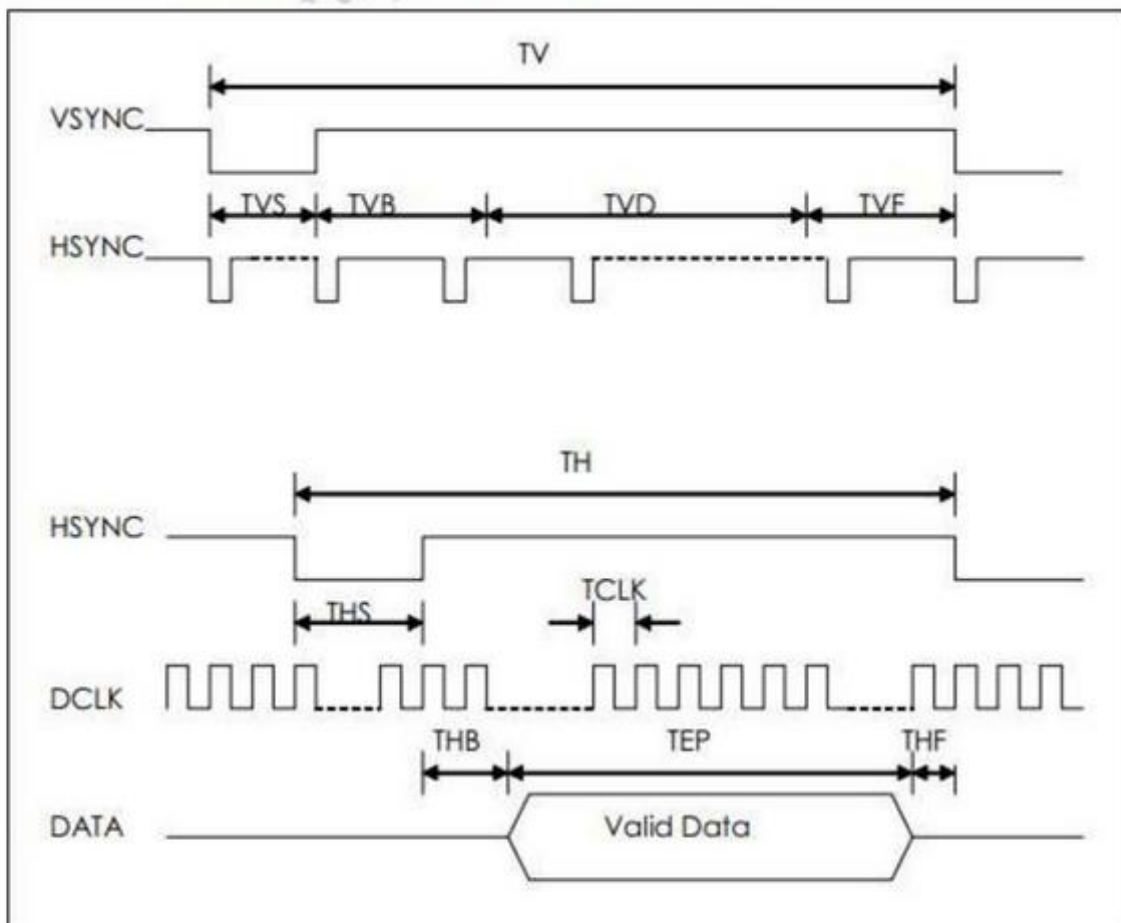 TV
VSYNC
TVS TVB TVD TVF
HSYNC
TH
HSYNC
TCLK
THS
DCLK
THB TEP THF
DATA Valid Data